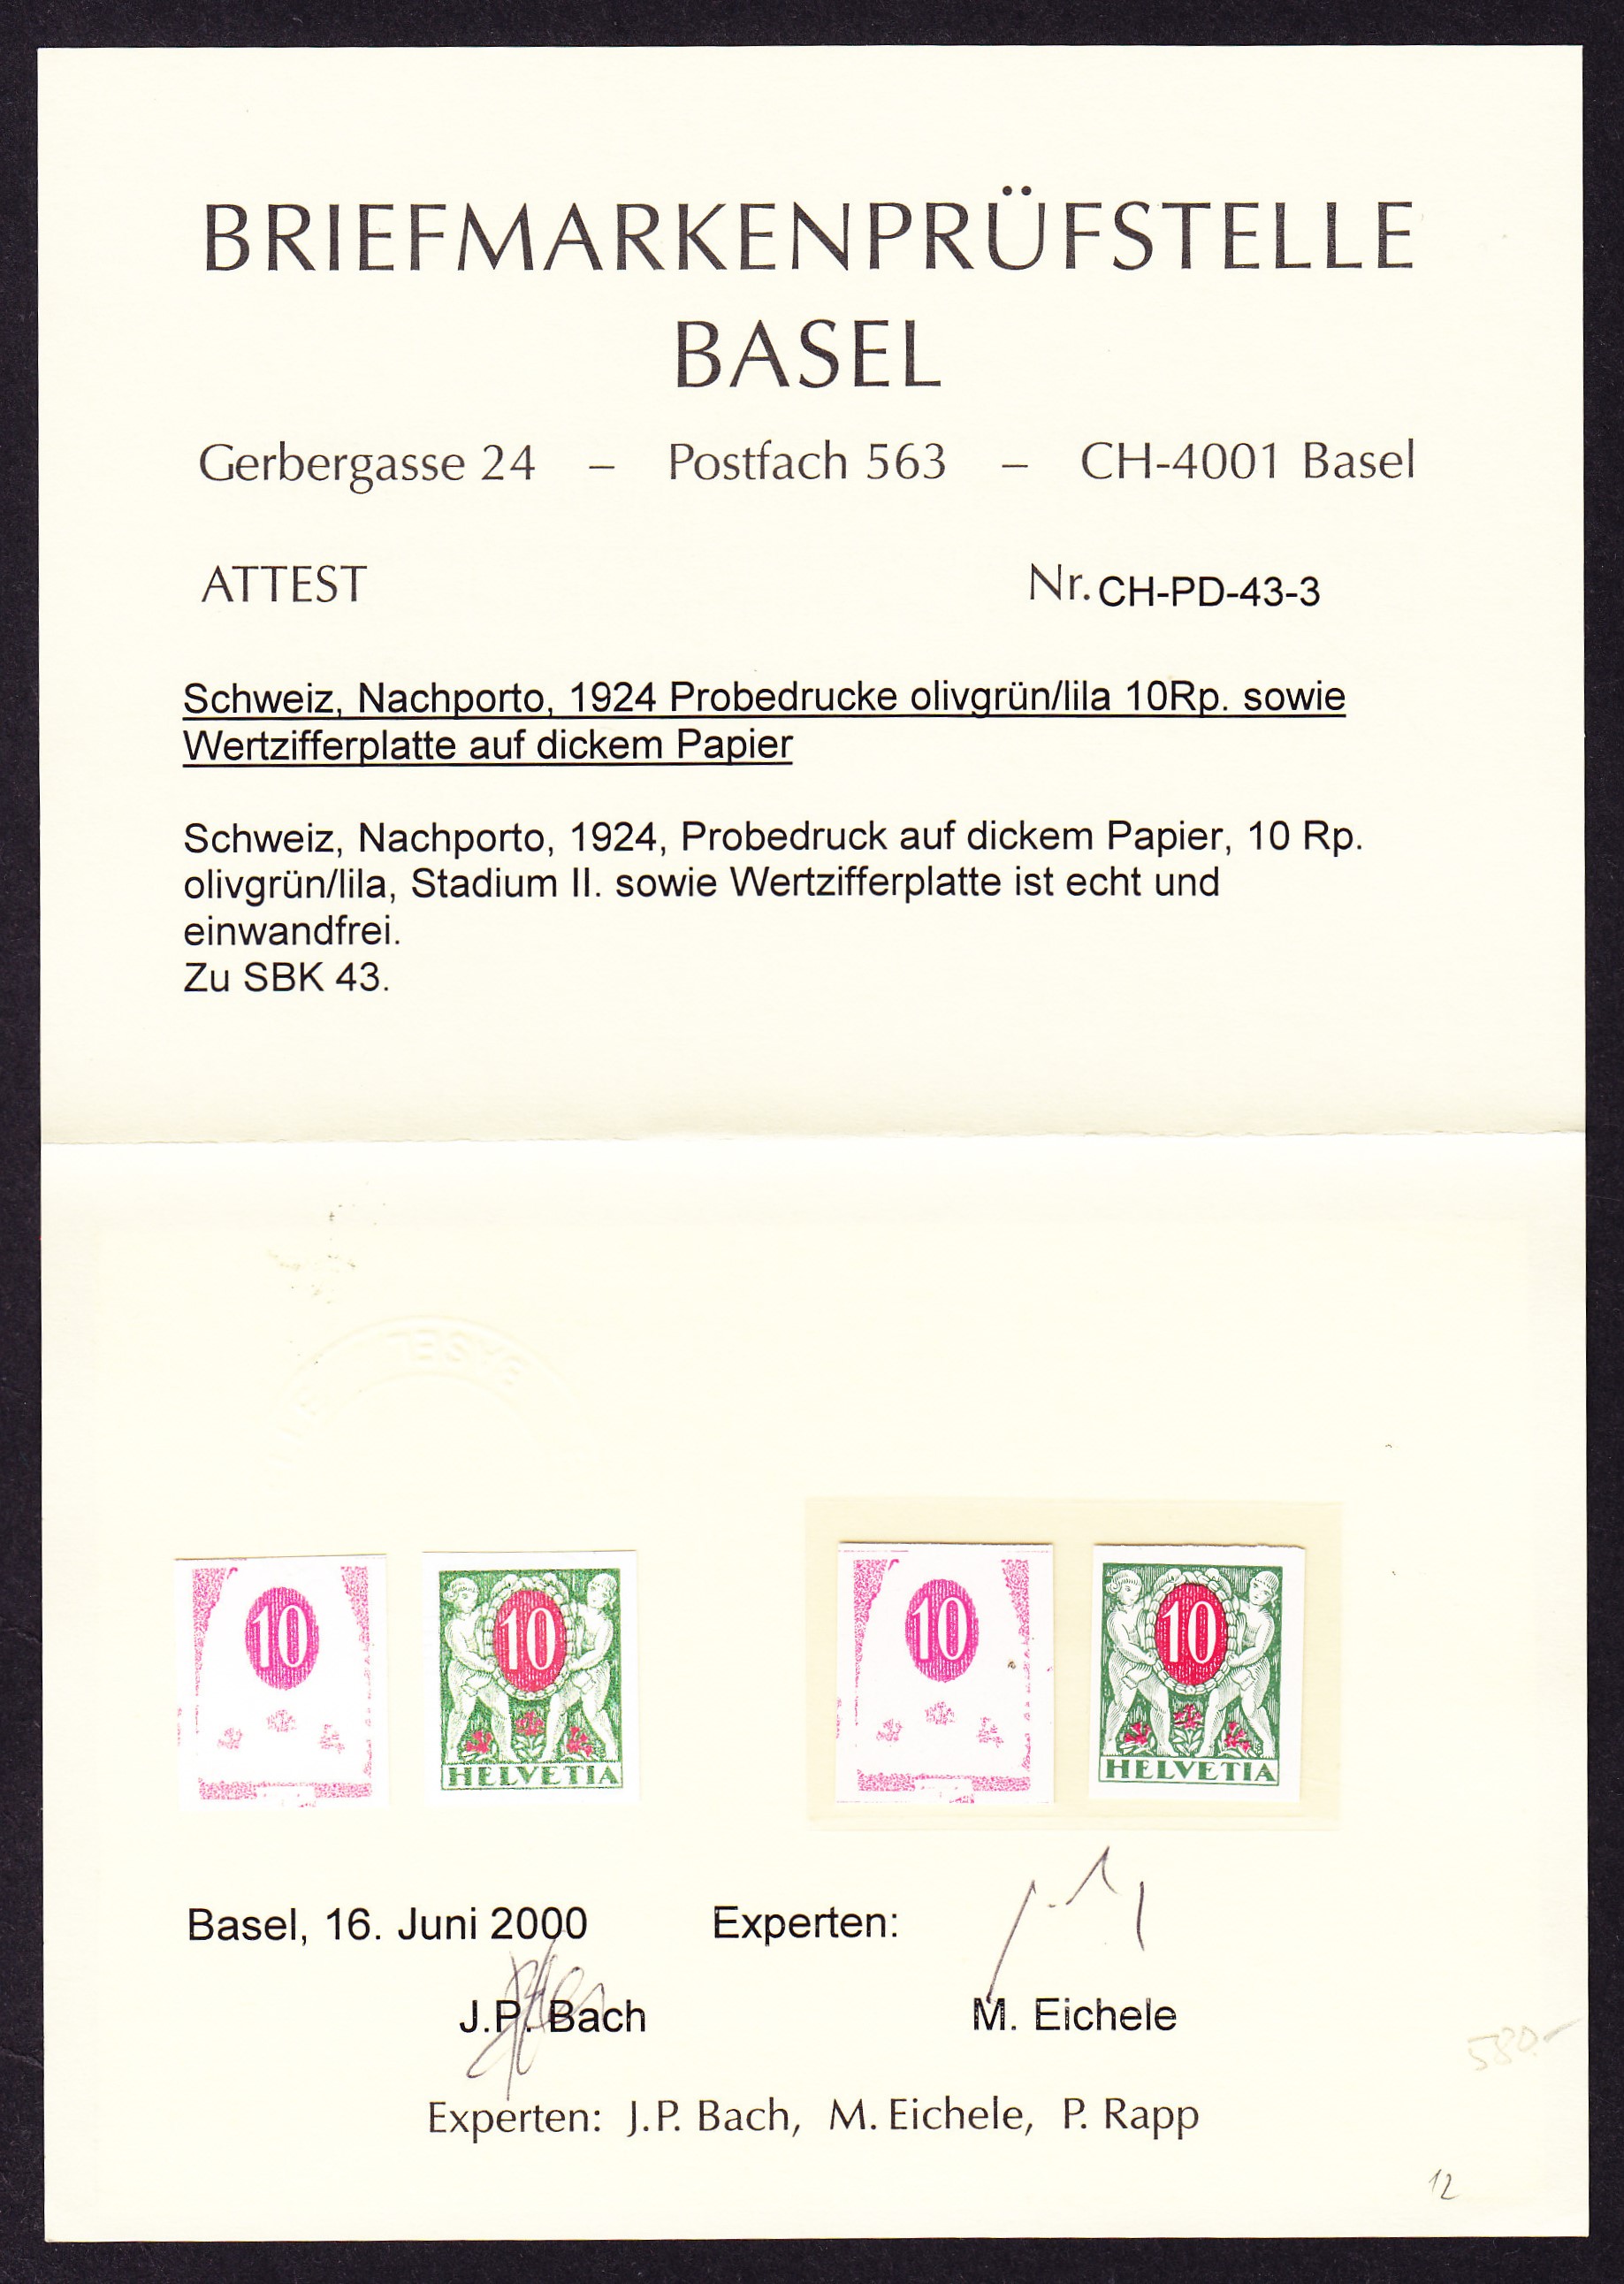 BRIEFMARKENPRÜFSTELLE
BASEL
Gerbergasse 24 – Postfach 563 – CH-4001 Basel
ATTEST Nr. CH-PD-43-3
Schweiz, Nachporto, 1924 Probedrucke olivgrün/lila 10Rp. sowie
Wertzifferplatte auf dickem Papier
Schweiz, Nachporto, 1924, Probedruck auf dickem Papier, 10 Rp.
olivgrün/lila, Stadium II. sowie Wertzifferplatte ist echt und
einwandfrei.
Zu SBK 43.
BASEL
10 10 10 10
HELVETIA HELVETIA
Basel, 16. Juni 2000 Experten:
J.P. Bach M. Eichele
Experten: J.P. Bach, M. Eichele, P. Rapp
12